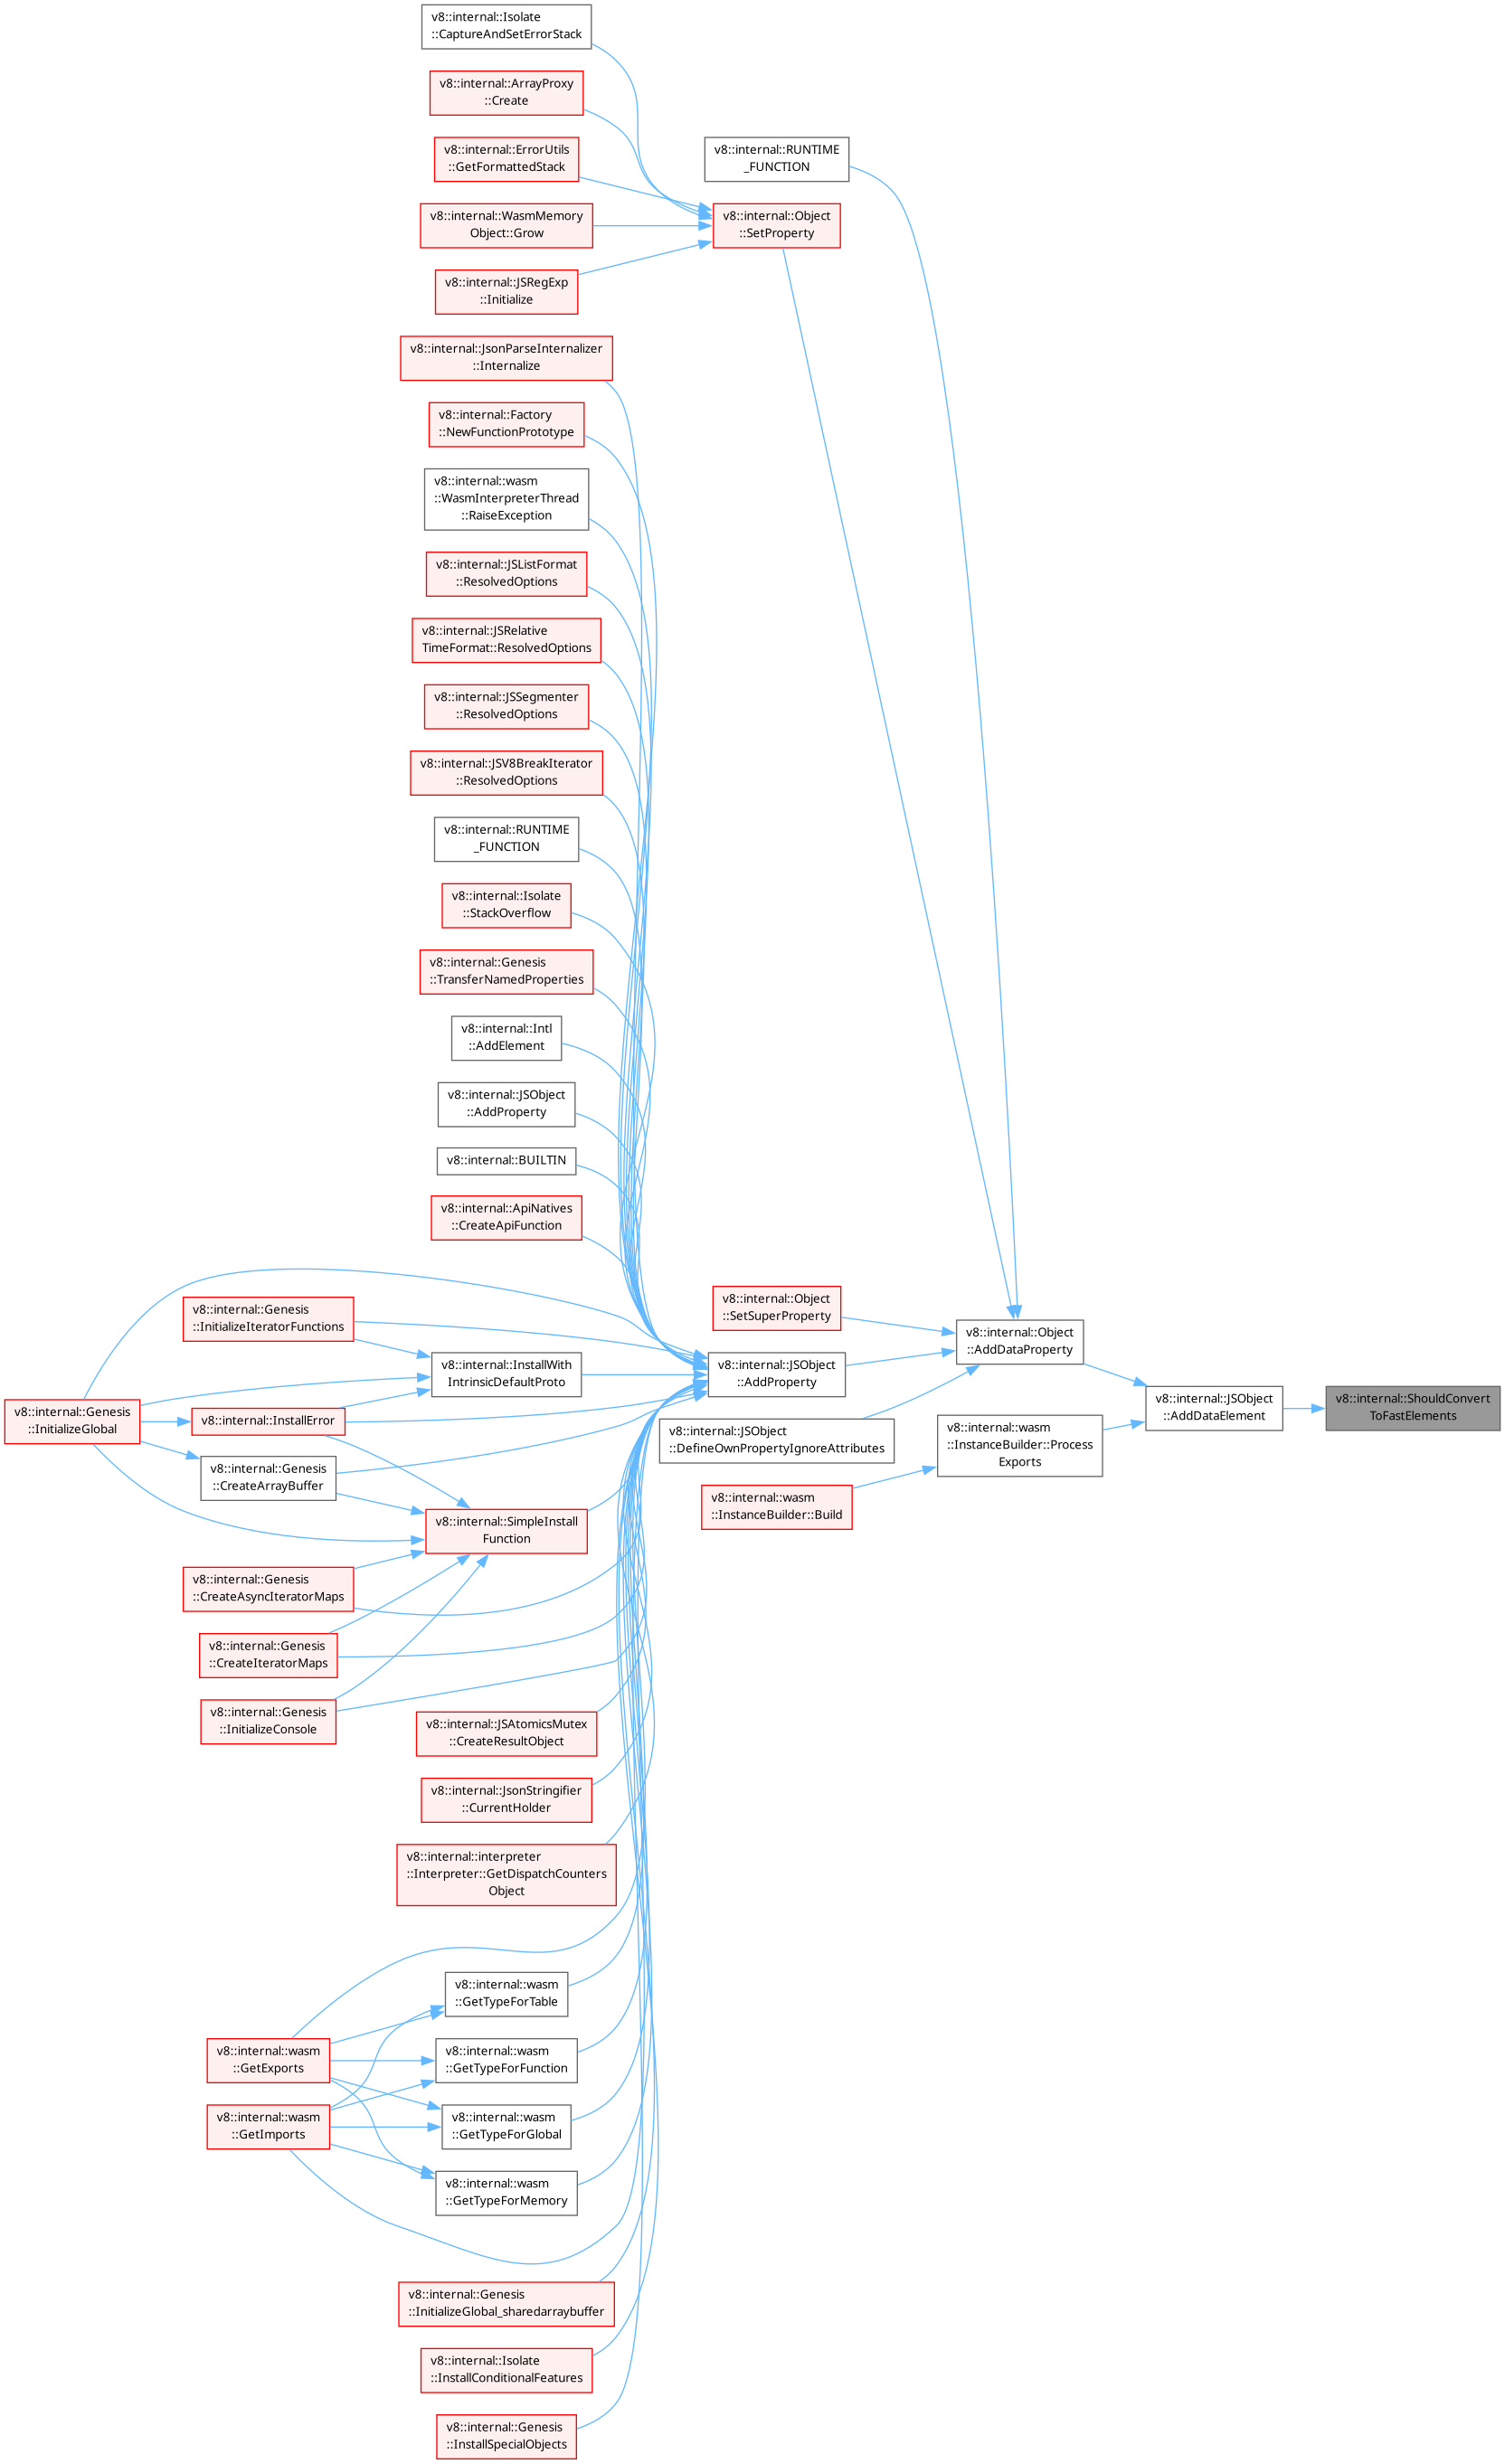 v8::internal::Isolate
::CaptureAndSetErrorStack
v8::internal::ArrayProxy
::Create
v8::internal::RUNTIME
_FUNCTION
v8::internal::ErrorUtils
::GetFormattedStack
v8::internal::WasmMemory
Object::Grow
v8::internal::Object
::SetProperty
v8::internal::JSRegExp
::Initialize
v8::internal::JsonParseInternalizer
::Internalize
v8::internal::Factory
::NewFunctionPrototype
v8::internal::wasm
::WasmInterpreterThread
::RaiseException
v8::internal::JSListFormat
::ResolvedOptions
v8::internal::JSRelative
TimeFormat::ResolvedOptions
v8::internal::JSSegmenter
::ResolvedOptions
v8::internal::JSV8BreakIterator
::ResolvedOptions
v8::internal::RUNTIME
_FUNCTION
v8::internal::Isolate
::StackOverflow
v8::internal::Genesis
::TransferNamedProperties
v8::internal::Intl
::AddElement
v8::internal::JSObject
::AddProperty
v8::internal::BUILTIN
v8::internal::ApiNatives
::CreateApiFunction
v8::internal::Genesis
::InitializeIteratorFunctions
v8::internal::Object
::SetSuperProperty
v8::internal::Object
::AddDataProperty
v8::internal::InstallWith
IntrinsicDefaultProto
v8::internal::JSObject
::AddProperty
v8::internal::Genesis
::InitializeGlobal
v8::internal::InstallError
v8::internal::JSObject
::AddDataElement
v8::internal::ShouldConvert
ToFastElements
v8::internal::JSObject
::DefineOwnPropertyIgnoreAttributes
v8::internal::wasm
::InstanceBuilder::Process
Exports
v8::internal::Genesis
::CreateArrayBuffer
v8::internal::wasm
::InstanceBuilder::Build
v8::internal::SimpleInstall
Function
v8::internal::Genesis
::CreateAsyncIteratorMaps
v8::internal::Genesis
::CreateIteratorMaps
v8::internal::Genesis
::InitializeConsole
v8::internal::JSAtomicsMutex
::CreateResultObject
v8::internal::JsonStringifier
::CurrentHolder
v8::internal::interpreter
::Interpreter::GetDispatchCounters
Object
v8::internal::wasm
::GetTypeForTable
v8::internal::wasm
::GetExports
v8::internal::wasm
::GetTypeForFunction
v8::internal::wasm
::GetImports
v8::internal::wasm
::GetTypeForGlobal
v8::internal::wasm
::GetTypeForMemory
v8::internal::Genesis
::InitializeGlobal_sharedarraybuffer
v8::internal::Isolate
::InstallConditionalFeatures
v8::internal::Genesis
::InstallSpecialObjects